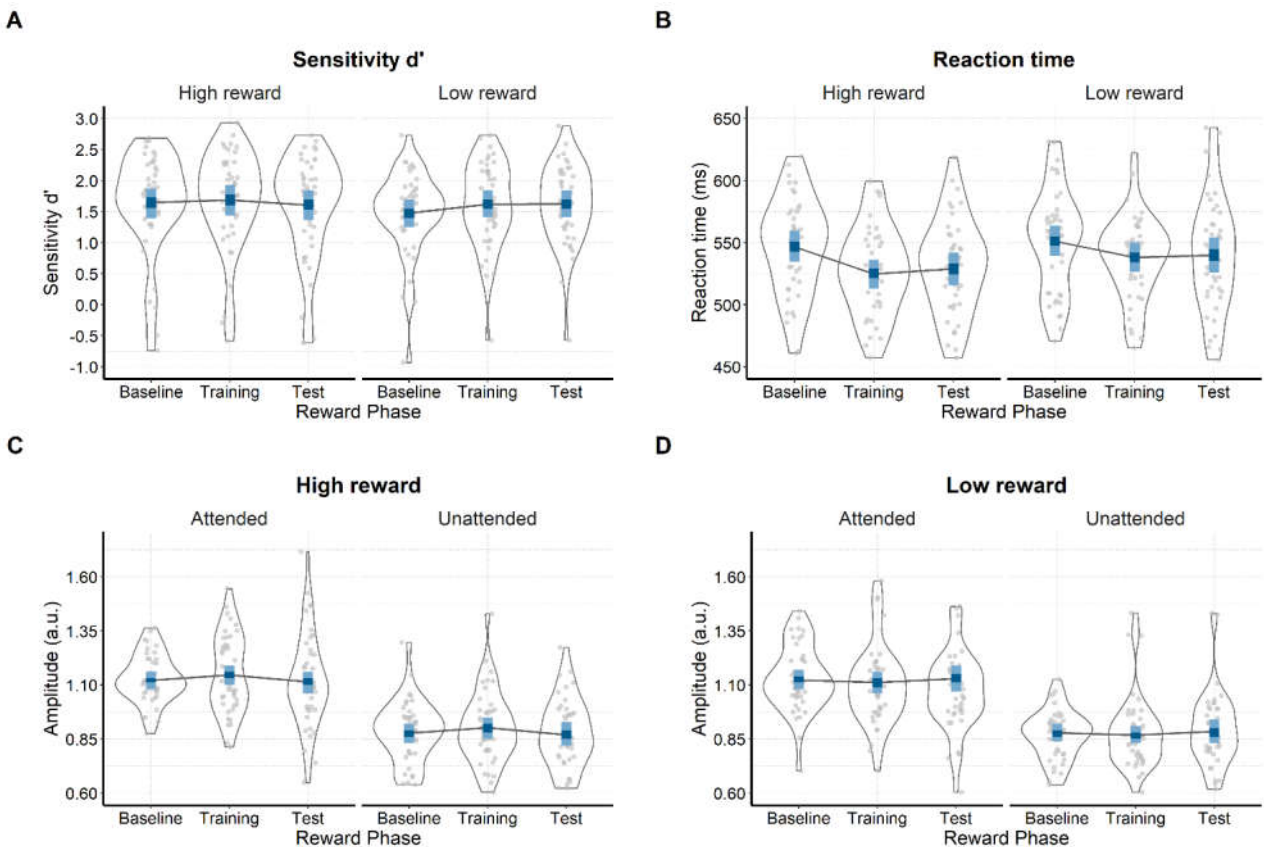 A
Sensitivity d'
High reward Low reward
Sensitivity d'
3.0
2.5
2.0
1.5
1.0
0.5
0.0
-0.5
-1.0
Baseline Training Test Baseline Training Test
Reward Phase
B
Reaction time
High reward Low reward
Reaction time (ms)
650
600
550
500
450
Baseline Training Test Baseline Training Test
Reward Phase
C
High reward
Attended Unattended
Amplitude (a.u.)
1.60
1.35
1.10
0.85
0.60
Baseline Training Test Baseline Training Test
Reward Phase
D
Low reward
Attended Unattended
Amplitude (a.u.)
1.60
1.35
1.10
0.85
0.60
Baseline Training Test Baseline Training Test
Reward Phase